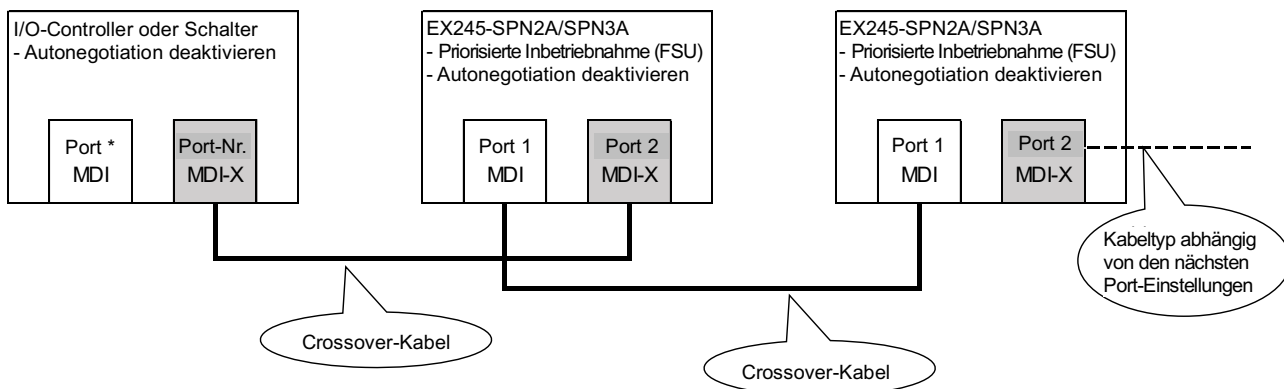 I/O-Controller oder Schalter
- Autonegotiation deaktivieren
Port *
MDI
Port-Nr.
MDI-X
EX245-SPN2A/SPN3A
- Priorisierte Inbetriebnahme (FSU)
- Autonegotiation deaktivieren
Port 1
MDI
Port 2
MDI-X
EX245-SPN2A/SPN3A
- Priorisierte Inbetriebnahme (FSU)
- Autonegotiation deaktivieren
Port 1
MDI
Port 2
MDI-X
Kabeltyp abhängig
von den nächsten
Port-Einstellungen
Crossover-Kabel
Crossover-Kabel